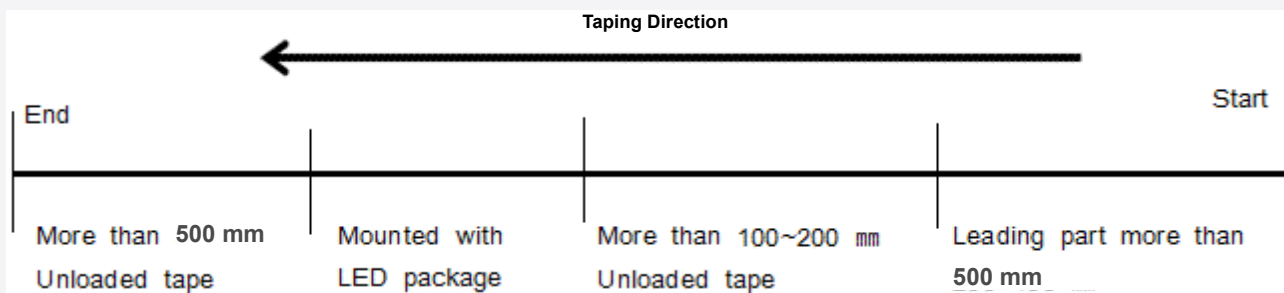 Taping Direction
End
Start
More than 500 mm
Unloaded tape
Mounted with
LED package
More than 100~200 ㎜
Unloaded tape
Leading part more than
500 mm